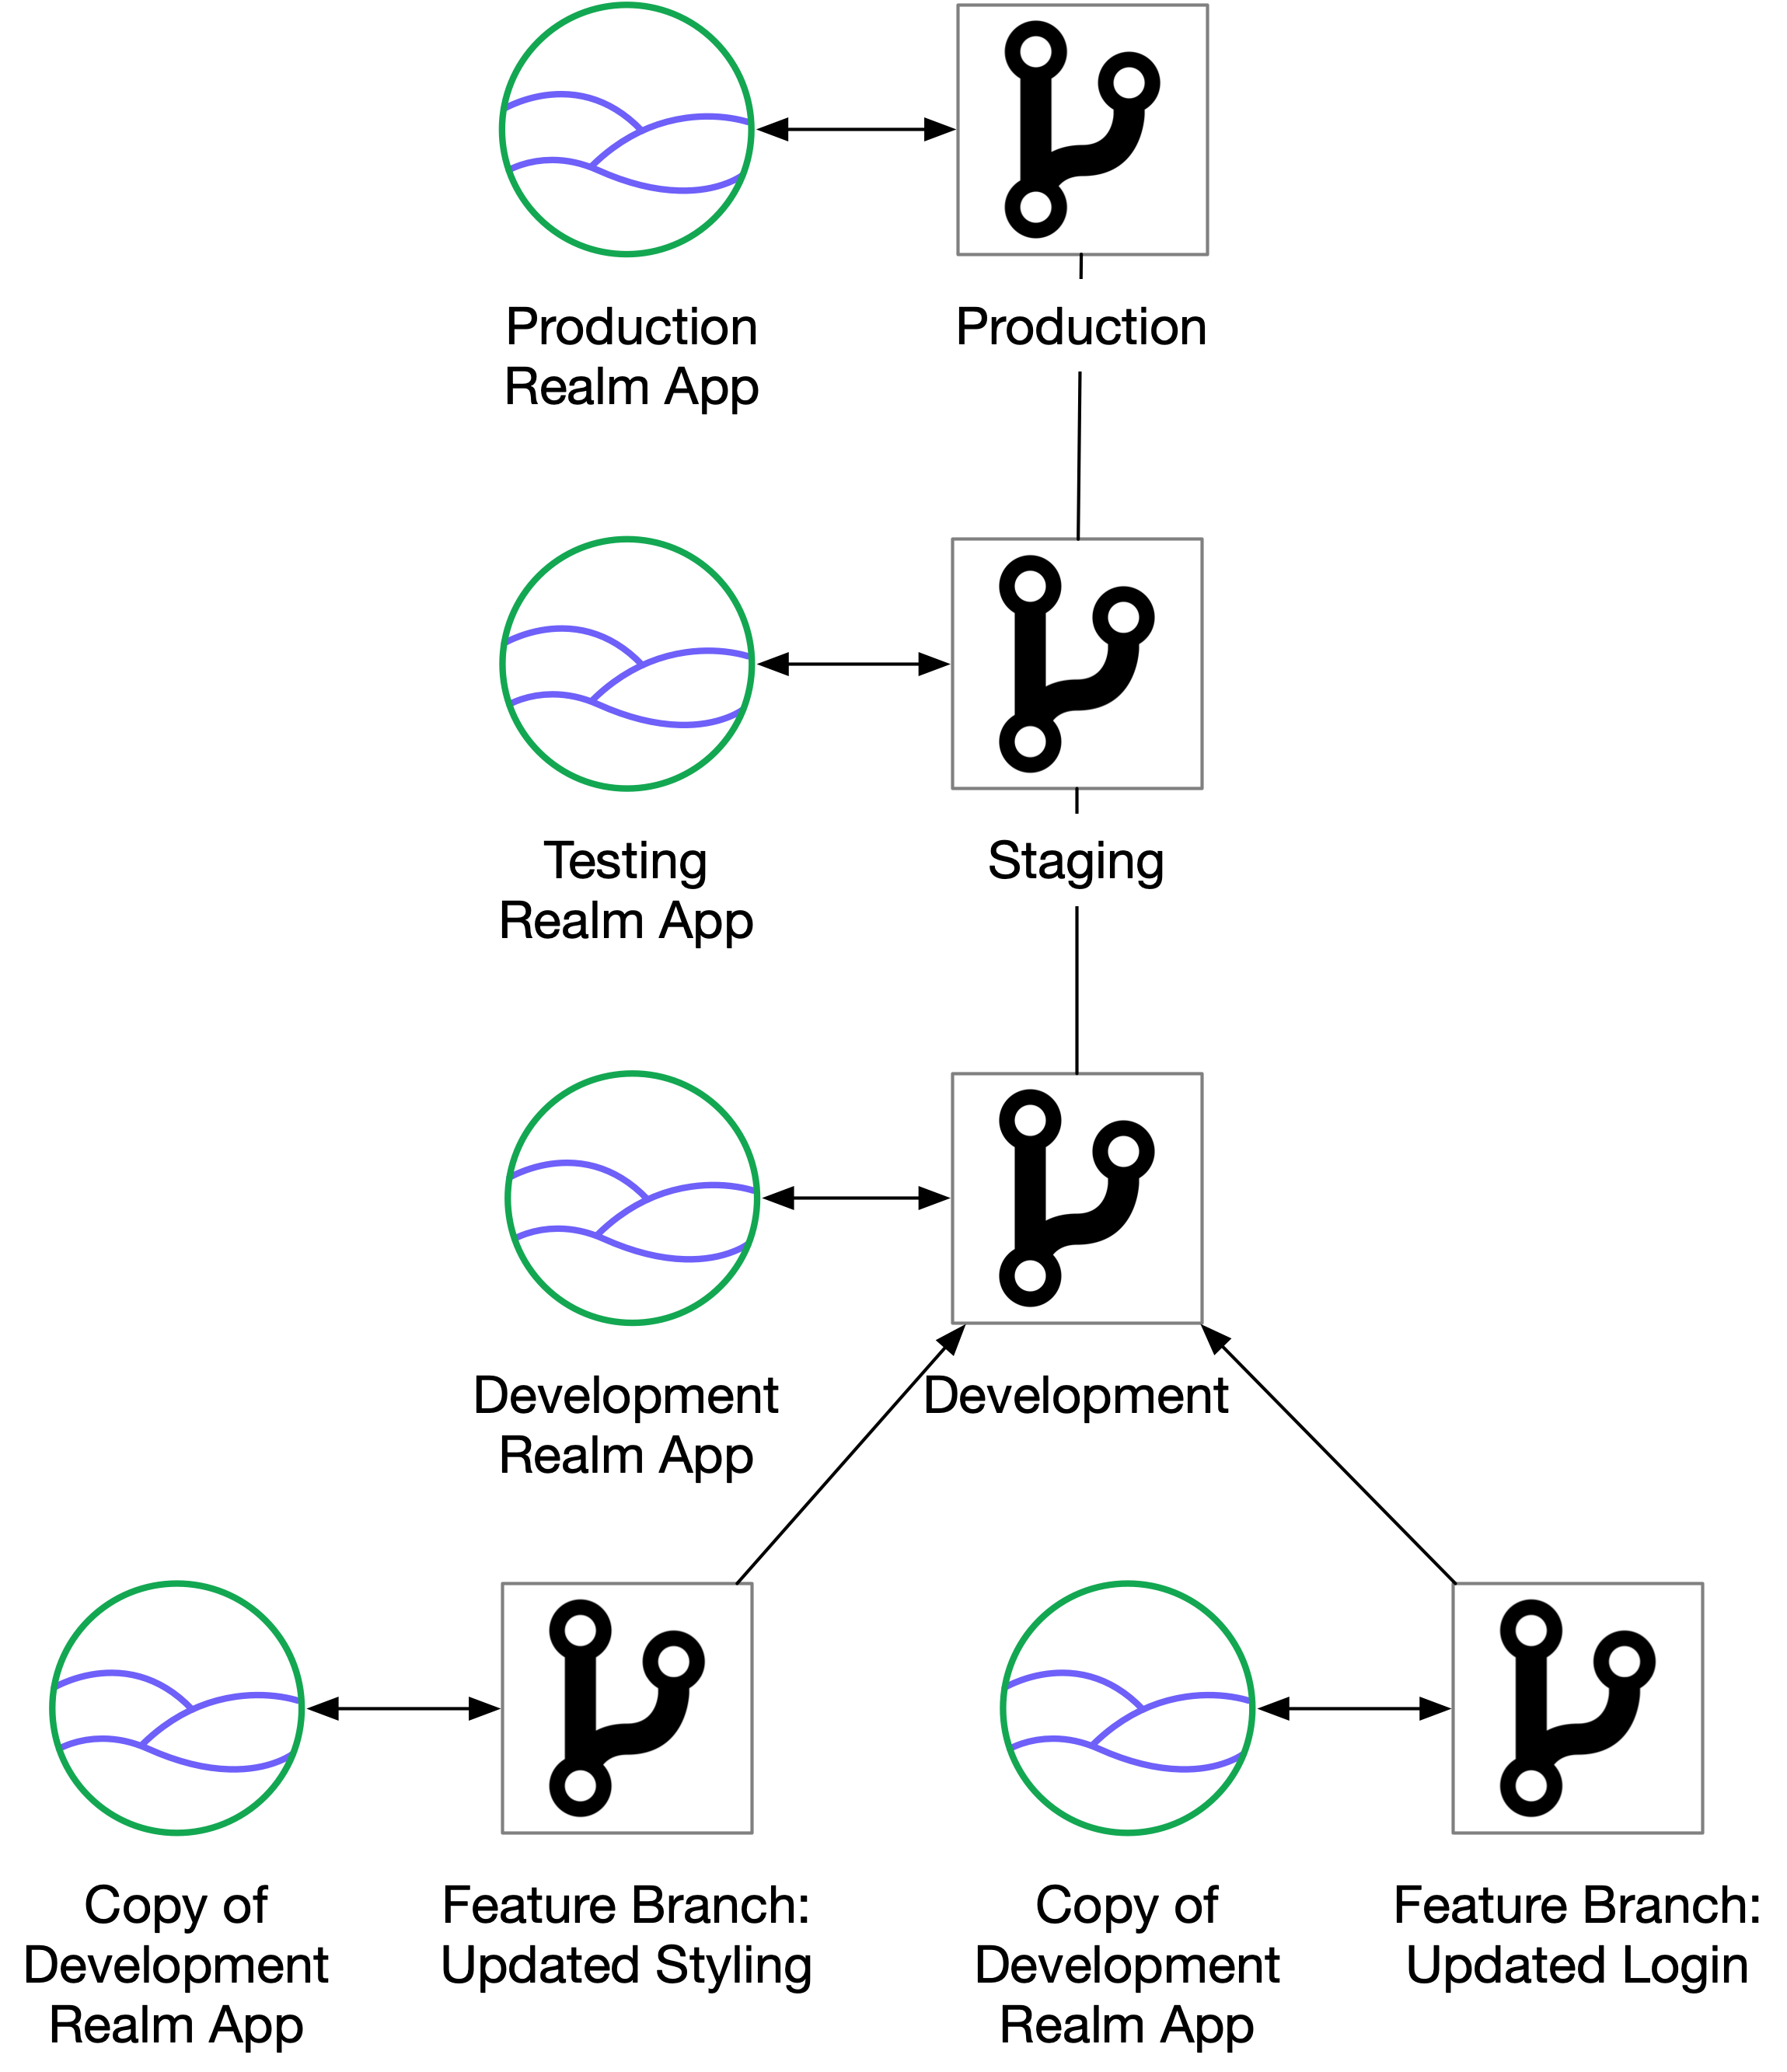 Production
Realm App
Production
Testing
Realm App
Staging
Development
Realm App
Development
Copy of
Development
Realm App
Feature Branch:
Updated Styling
Copy of
Development
Realm App
Feature Branch:
Updated Login